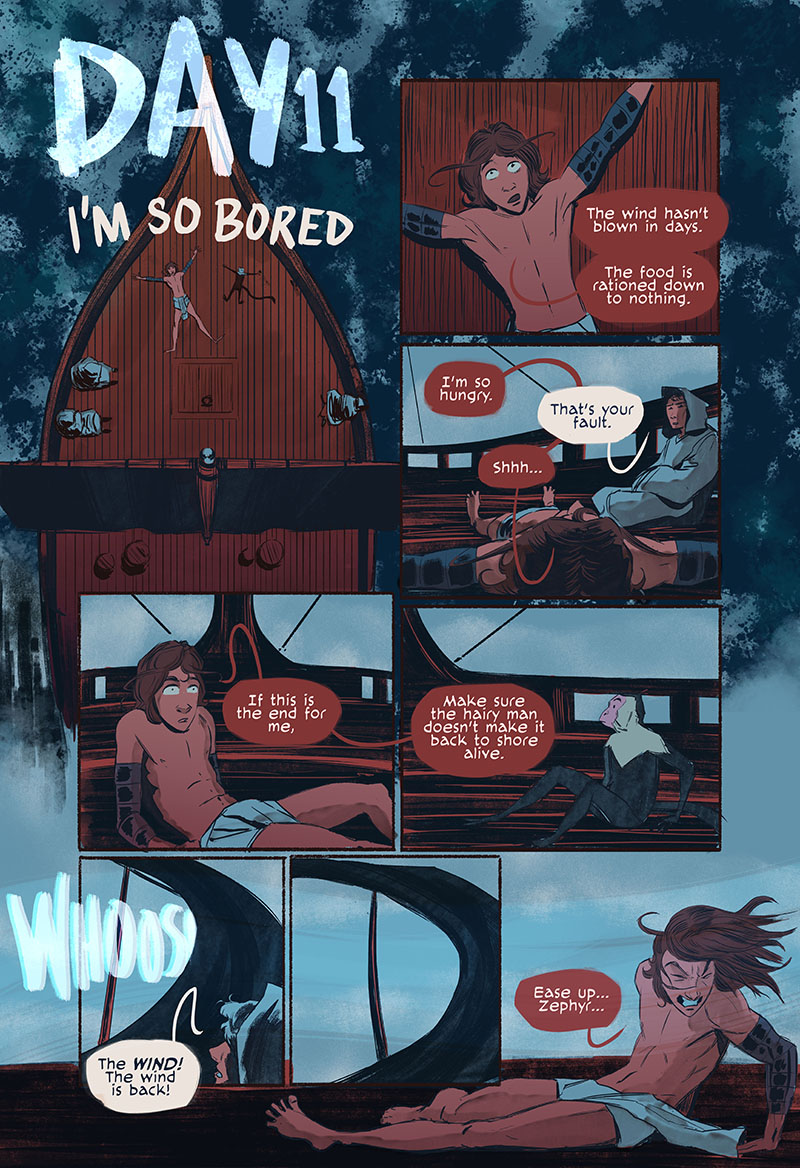 DAY 11
I'M SO BORED
The wind hasn't
blown in days.
The food is
rationed down
to nothing.
I'm so
hungry.
That's your
fault.
Shhh...
If this is
the end for
me,
Make sure
the hairy man
doesn't make it
back to shore
alive.
WHOOSH
The WIND!
The wind
is back!
Ease up...
Zephyr...